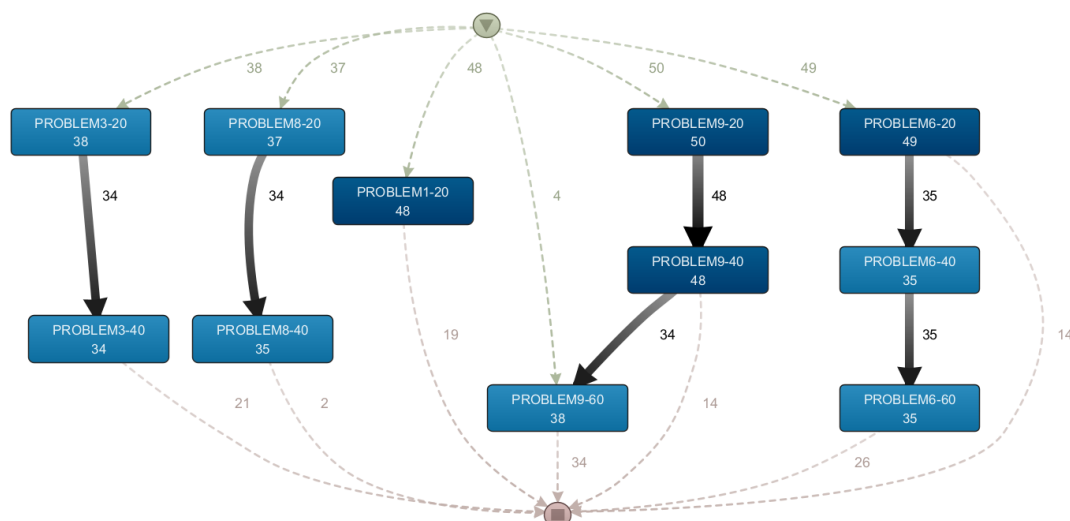 38
37
48
50
49
PROBLEM3-20
38
PROBLEM8-20
37
PROBLEM9-20
50
PROBLEM6-20
49
34
34
PROBLEM1-20
48
4
48
35
PROBLEM9-40
48
PROBLEM6-40
35
PROBLEM3-40
34
PROBLEM8-40
35
19
34
35
14
PROBLEM9-60
38
PROBLEM6-60
35
21
2
14
34
26